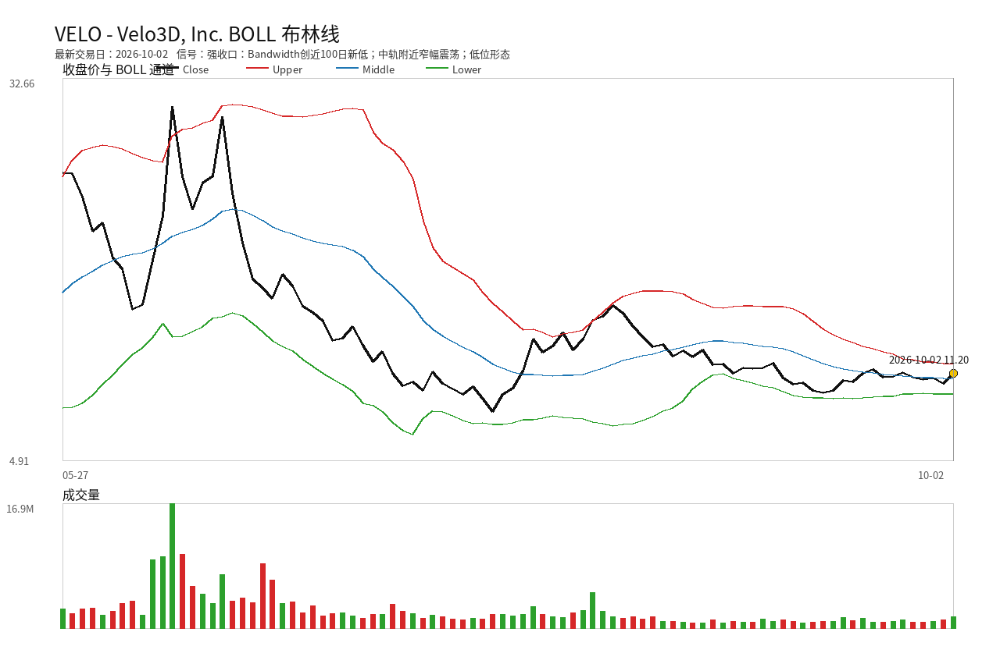 VELO - Velo3D, Inc. BOLL 布林线
最新交易日：2026-10-02 信号：强收口：Bandwidth创近100日新低；中轨附近窄幅震荡；低位形态
收盘价与 BOLL 通道 Close Upper Middle Lower
32.66
2026-10-02 11.20
4.91
05-27 10-02
成交量
16.9M